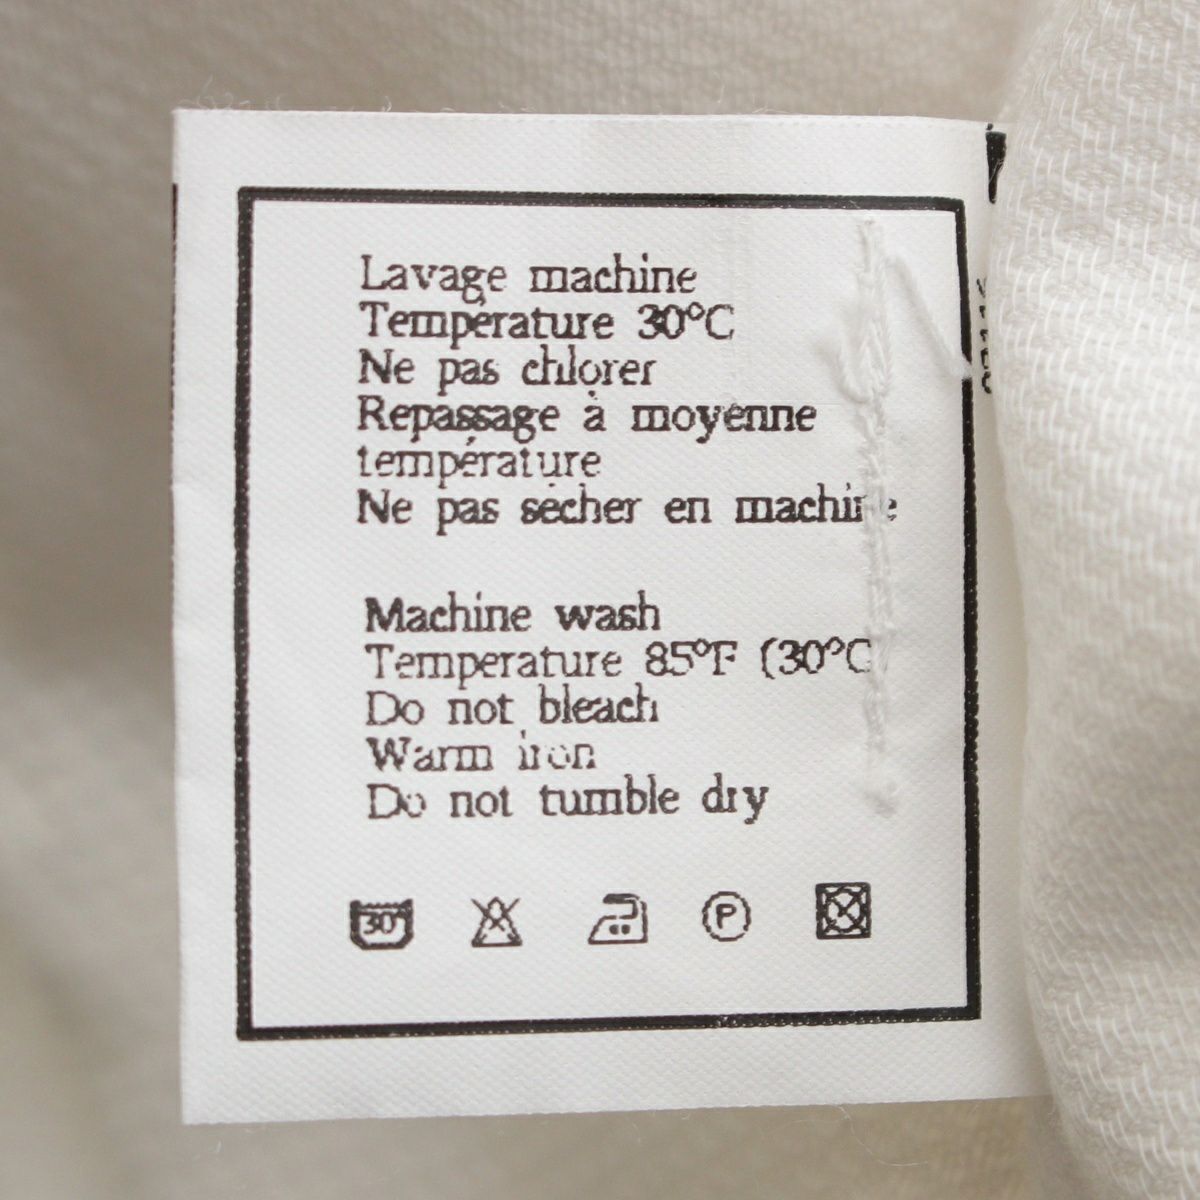 Lavage machine
Température 30°C
Ne pas chlorer
Repassage à moyenne
température
Ne pas sécher en machine
Machine wash
Temperature 85°F (30°C
Do not bleach
Warm iron
Do not tumble dry
30° P